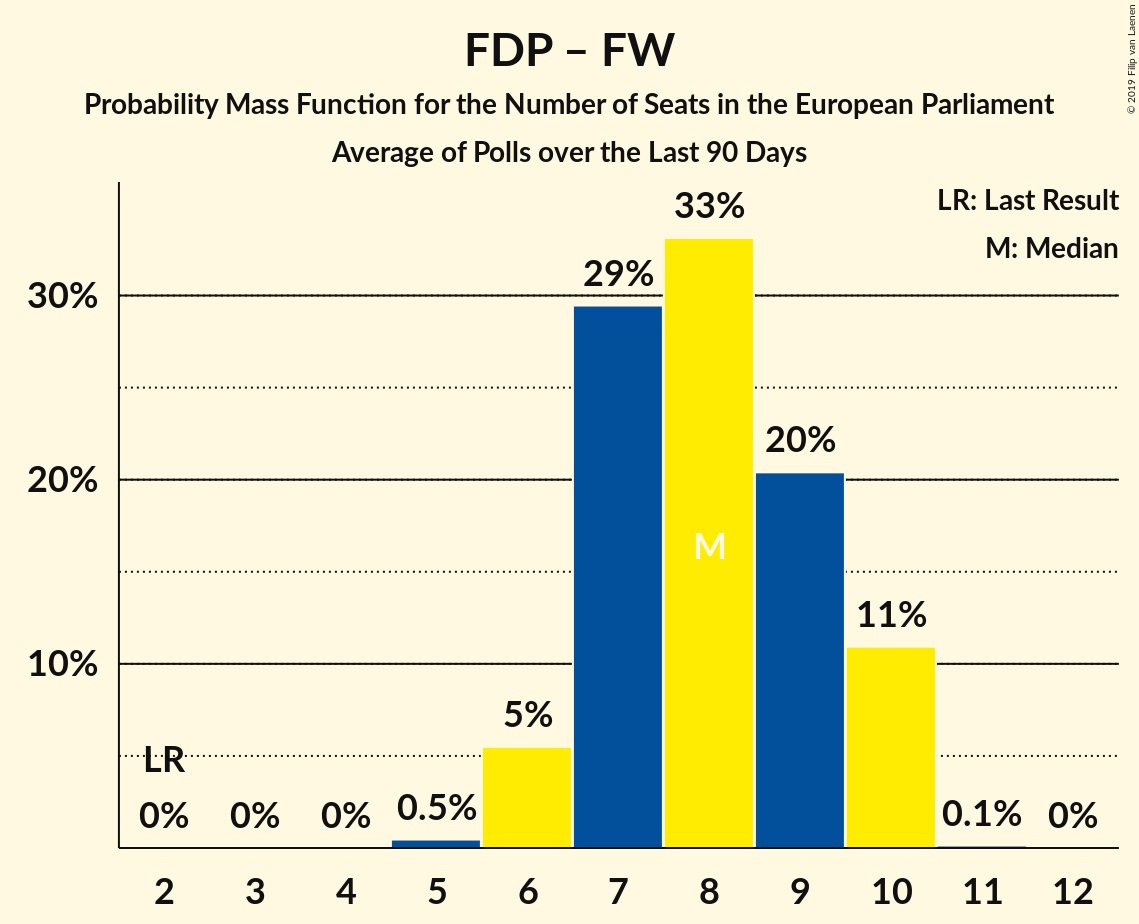 FDP – FW
Probability Mass Function for the Number of Seats in the European Parliament
Average of Polls over the Last 90 Days
© 2019 Filip van Laenen
LR: Last Result
M: Median
33%
29%
30%
20%
20%
M
11%
10%
5%
LR
0%
0%
0%
0.5%
0.1%
0%
2 3 4 5 6 7 8 9 10 11 12